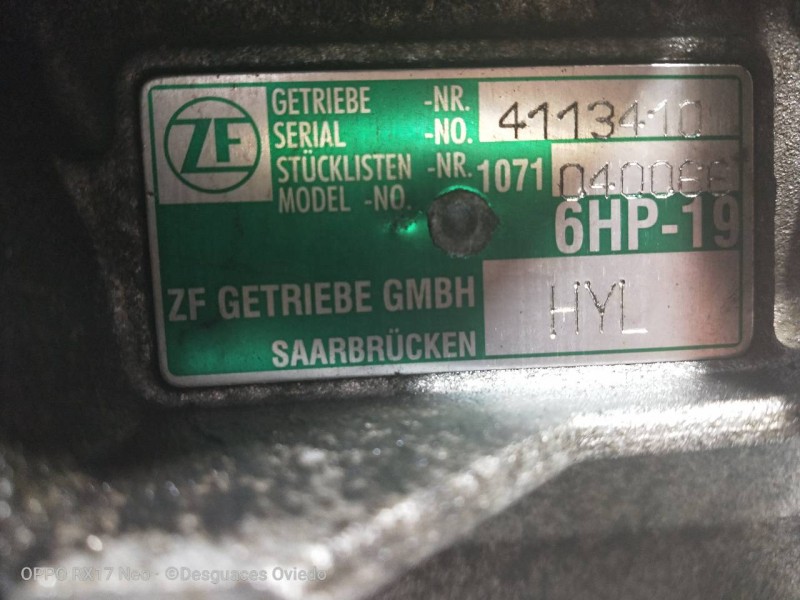 ZF
GETRIEBE -NR. 4113410
SERIAL -NO.
STÜCKLISTEN -NR. 1071
MODEL -NO.
6HP-19
ZF GETRIEBE GMBH
HYL
SAARBRÜCKEN
OPPO RX17 Neo - ©Desguaces Oviedo